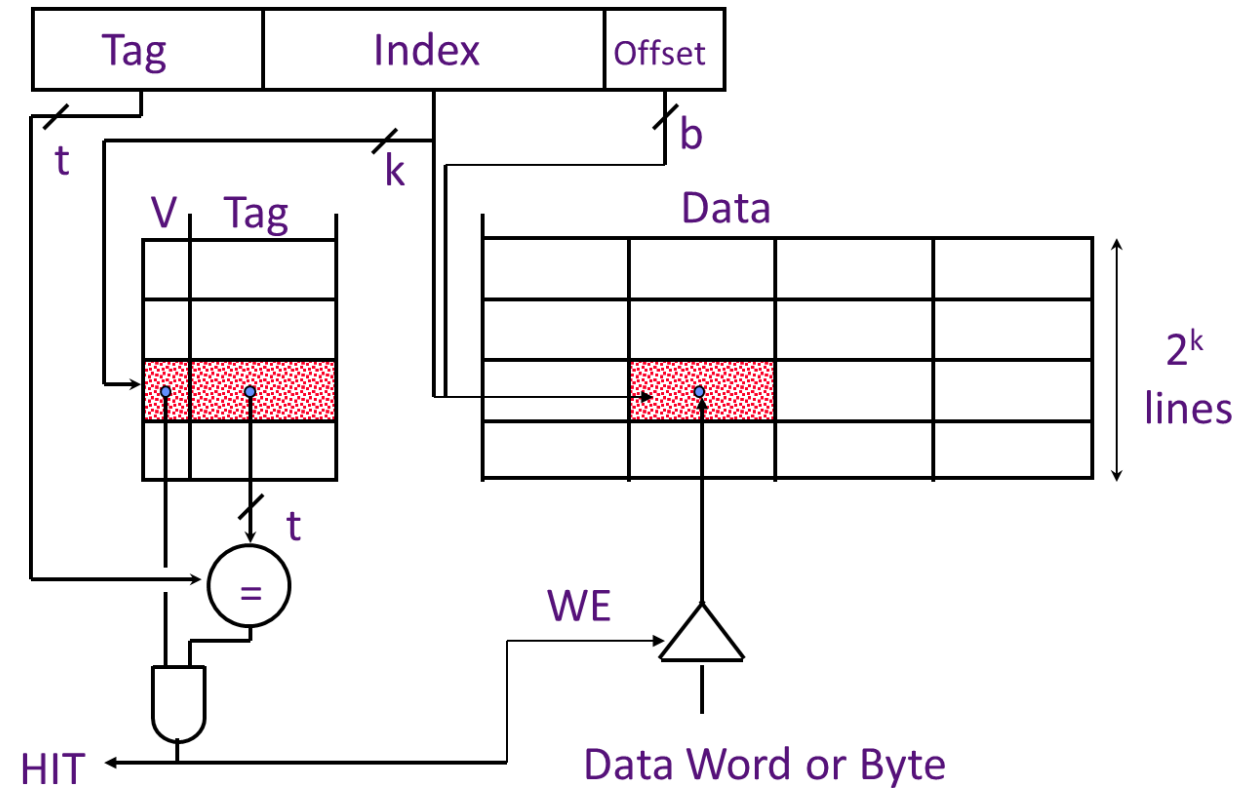 Tag Index Offset
t
k
b
V Tag
Data
2ᵏ
lines
t
=
WE
HIT
Data Word or Byte